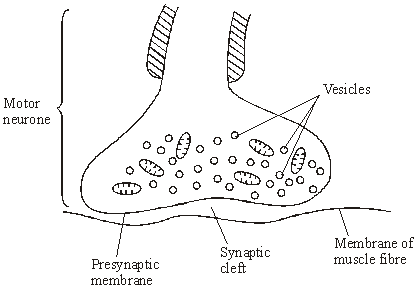 Vesicles
Motor
neurone
Synaptic
cleft
Membrane of
muscle fibre
Presynaptic
membrane